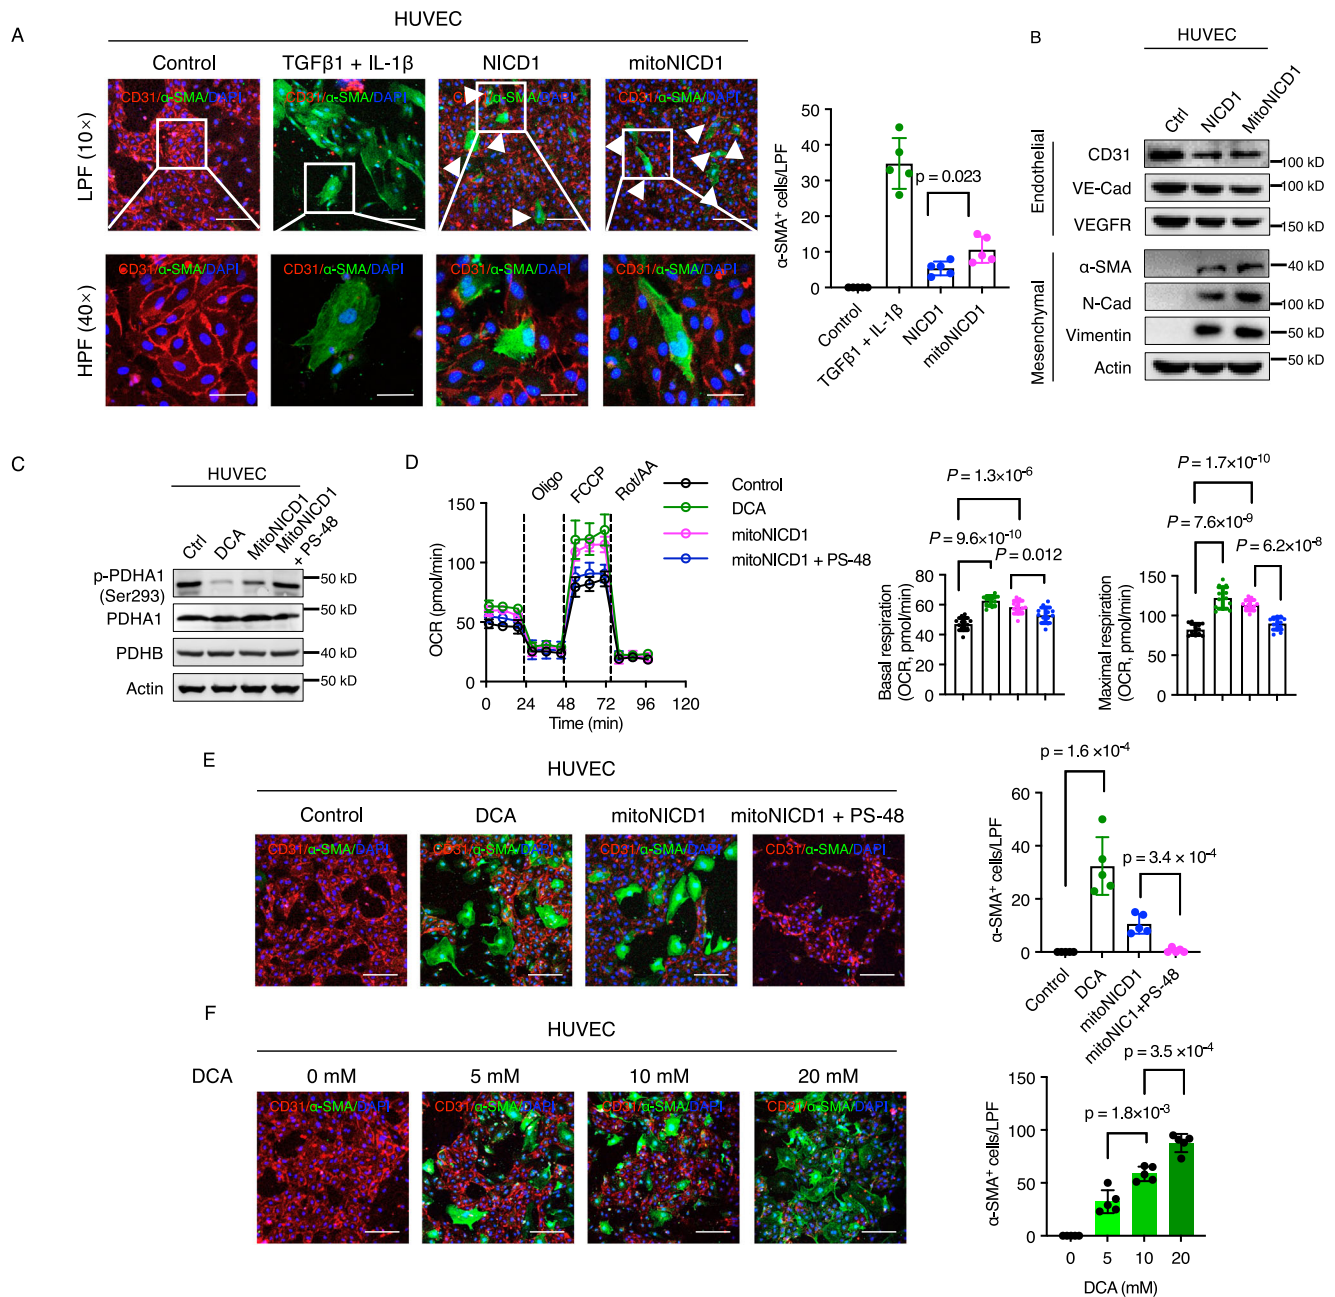 A
HUVEC
Control
TGFβ1 + IL-1β
NICD1
mitoNICD1
LPF (10×)
CD31/α-SMA/DAPI
CD31/α-SMA/DAPI
CD31/α-SMA/DAPI
CD31/α-SMA/DAPI
HPF (40×)
CD31/α-SMA/DAPI
CD31/α-SMA/DAPI
CD31/α-SMA/DAPI
CD31/α-SMA/DAPI
α-SMA⁺ cells/LPF
50
40
30
20
10
0
p = 0.023
Control
TGFβ1 + IL-1β
NICD1
mitoNICD1
B
HUVEC
Ctrl
NICD1
MitoNICD1
Endothelial
CD31
100 kD
VE-Cad
100 kD
VEGFR
150 kD
Mesenchymal
α-SMA
40 kD
N-Cad
100 kD
Vimentin
50 kD
Actin
50 kD
C
HUVEC
Ctrl
DCA
MitoNICD1
MitoNICD1
+ PS-48
p-PDHA1
(Ser293)
50 kD
PDHA1
50 kD
PDHB
40 kD
Actin
50 kD
D
Oligo
FCCP
Rot/AA
OCR (pmol/min)
150
100
50
0
0
24
48
72
96
120
Time (min)
Control
DCA
mitoNICD1
mitoNICD1 + PS-48
P = 1.3×10⁻⁶
P = 9.6×10⁻¹⁰
P = 0.012
Basal respiration
(OCR, pmol/min)
80
60
40
20
0
P = 1.7×10⁻¹⁰
P = 7.6×10⁻⁹
P = 6.2×10⁻⁸
Maximal respiration
(OCR, pmol/min)
150
100
50
0
E
HUVEC
Control
DCA
mitoNICD1
mitoNICD1 + PS-48
CD31/α-SMA/DAPI
CD31/α-SMA/DAPI
CD31/α-SMA/DAPI
CD31/α-SMA/DAPI
p = 1.6 ×10⁻⁴
p = 3.4 × 10⁻⁴
α-SMA⁺ cells/LPF
60
40
20
0
Control
DCA
mitoNICD1
mitoNIC1+PS-48
F
HUVEC
DCA
0 mM
5 mM
10 mM
20 mM
CD31/α-SMA/DAPI
CD31/α-SMA/DAPI
CD31/α-SMA/DAPI
CD31/α-SMA/DAPI
p = 3.5 ×10⁻⁴
p = 1.8×10⁻³
α-SMA⁺ cells/LPF
150
100
50
0
0
5
10
20
DCA (mM)